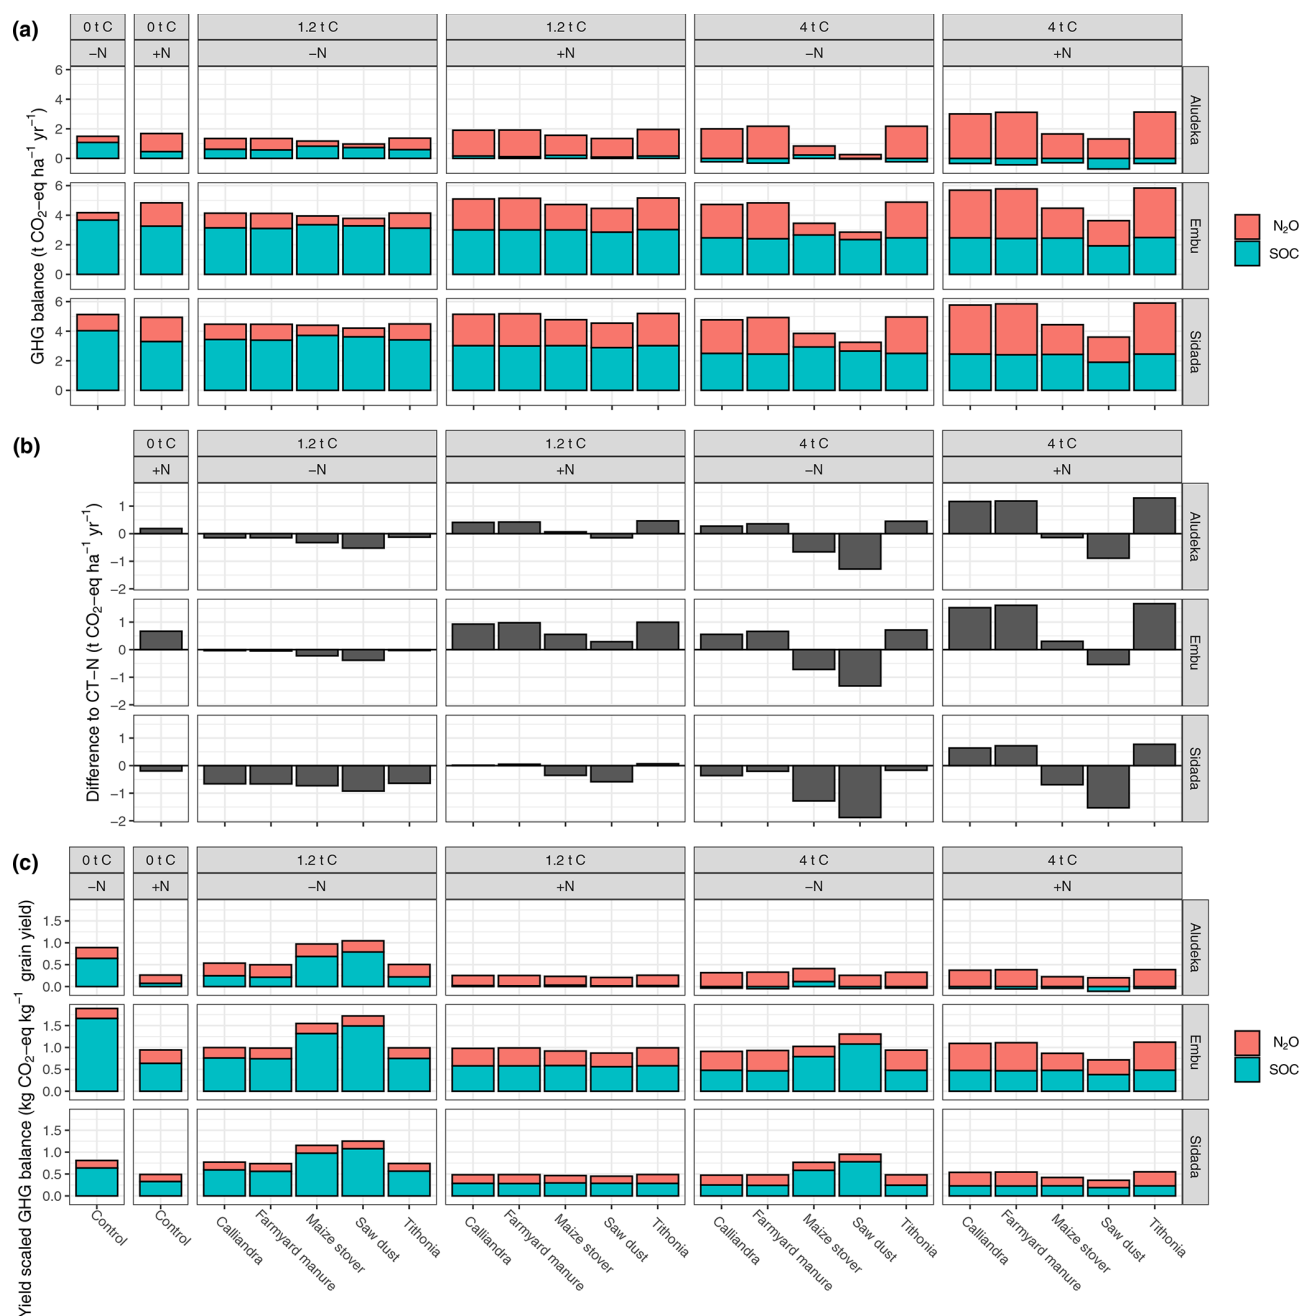 (a)
0 t C 0 t C 1.2 t C 1.2 t C 4 t C 4 t C
−N +N −N +N −N +N
GHG balance (t CO₂−eq ha⁻¹ yr⁻¹)
6
4
2
0
Aludeka
6
4
2
0
Embu
6
4
2
0
Sidada
N₂O
SOC
(b)
0 t C 1.2 t C 1.2 t C 4 t C 4 t C
+N −N +N −N +N
Difference to CT−N (t CO₂−eq ha⁻¹ yr⁻¹)
1
0
−1
−2
Aludeka
1
0
−1
−2
Embu
1
0
−1
−2
Sidada
(c)
0 t C 0 t C 1.2 t C 1.2 t C 4 t C 4 t C
−N +N −N +N −N +N
Yield scaled GHG balance (kg CO₂−eq kg⁻¹ grain yield)
1.5
1.0
0.5
0.0
Aludeka
1.5
1.0
0.5
0.0
Embu
1.5
1.0
0.5
0.0
Sidada
N₂O
SOC
Control Control Calliandra Farmyard manure Maize stover Saw dust Tithonia Calliandra Farmyard manure Maize stover Saw dust Tithonia Calliandra Farmyard manure Maize stover Saw dust Tithonia Calliandra Farmyard manure Maize stover Saw dust Tithonia